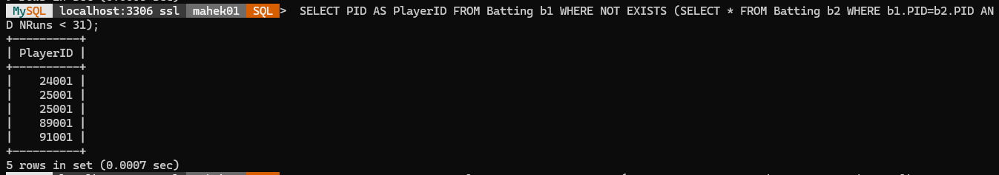 MySQL localhost:3306 ssl mahek01 SQL > SELECT PID AS PlayerID FROM Batting b1 WHERE NOT EXISTS (SELECT * FROM Batting b2 WHERE b1.PID=b2.PID AN
D NRuns < 31);
+----------+
| PlayerID |
+----------+
| 24001 |
| 25001 |
| 25001 |
| 89001 |
| 91001 |
+----------+
5 rows in set (0.0007 sec)